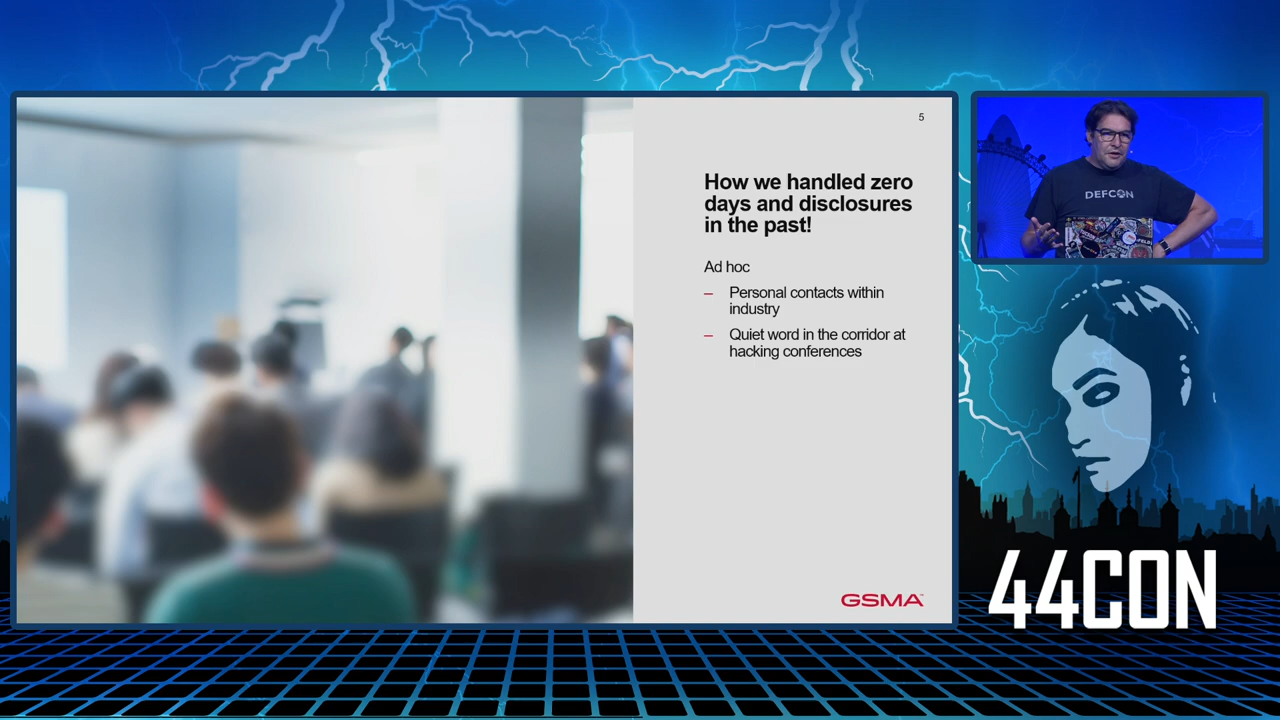 5
How we handled zero
days and disclosures
in the past!
Ad hoc
– Personal contacts within
industry
– Quiet word in the corridor at
hacking conferences
GSMA™
DEFCON
44CON